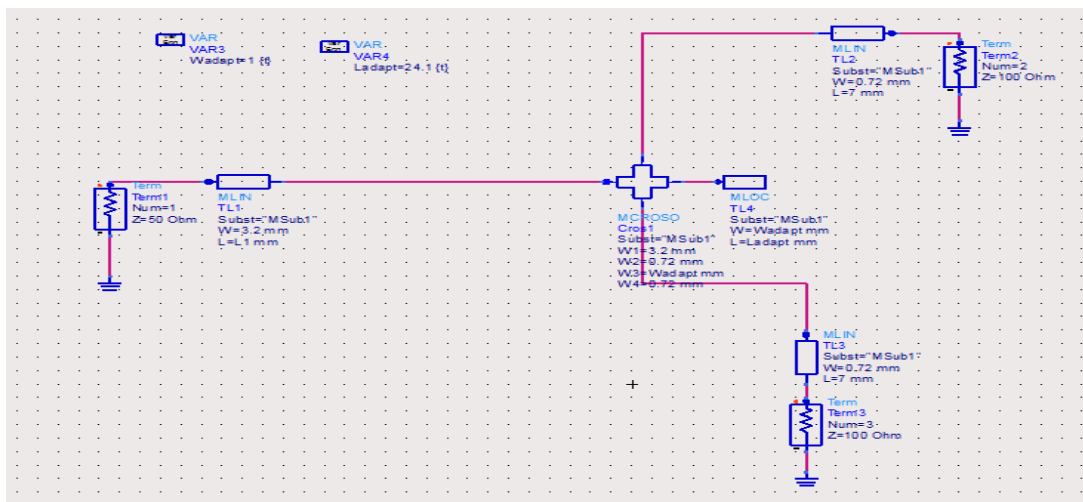 VAR
VAR3
Wadapt=1 {t}
VAR
VAR4
Ladapt=24.1 {t}
MLIN
TL2
Subst="MSub1"
W=0.72 mm
L=7 mm
Term
Term2
Num=2
Z=100 Ohm
Term
Term1
Num=1
Z=50 Ohm
MLIN
TL1
Subst="MSub1"
W=3.2 mm
L=L1 mm
MCROSO
Cros1
Subst="MSub1"
W1=3.2 mm
W2=0.72 mm
W3=Wadapt mm
W4=0.72 mm
MLOC
TL4
Subst="MSub1"
W=Wadapt mm
L=Ladapt mm
MLIN
TL3
Subst="MSub1"
W=0.72 mm
L=7 mm
Term
Term3
Num=3
Z=100 Ohm